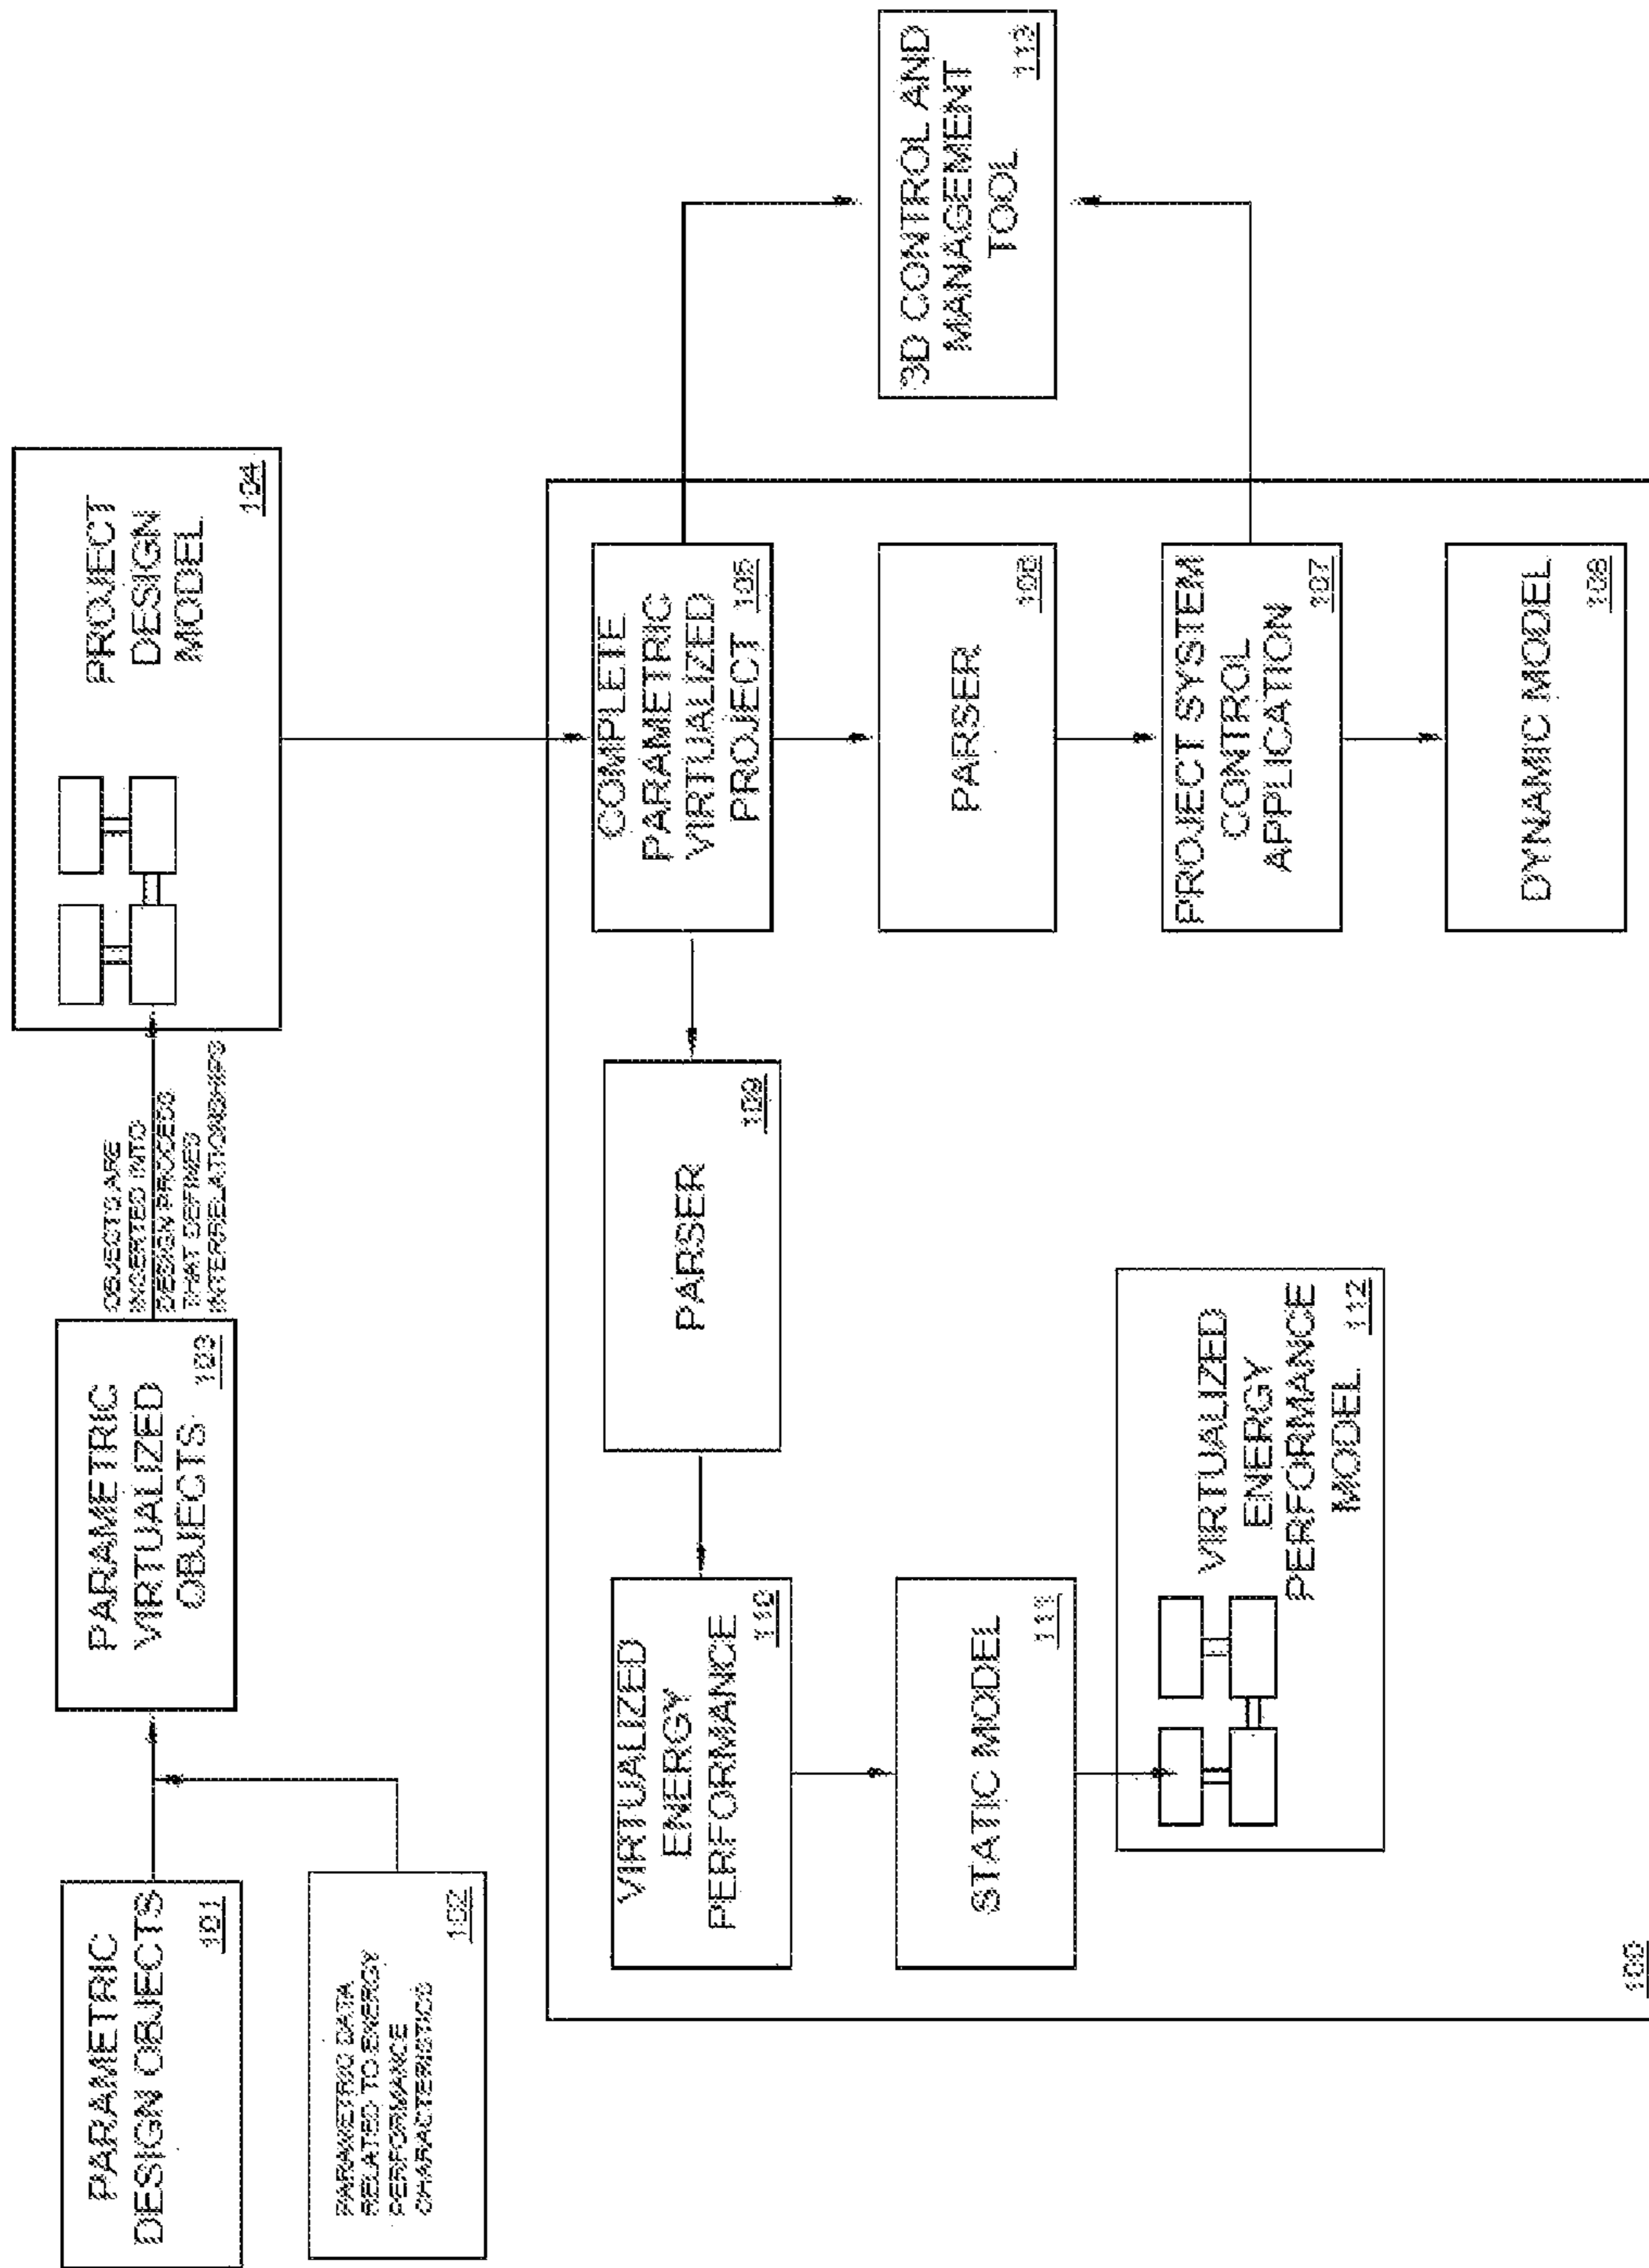 PARAMETRIC
DESIGN OBJECTS
101
PARAMETRIC DATA
RELATED TO ENERGY
PERFORMANCE
CHARACTERISTICS
102
PARAMETRIC
VIRTUALIZED
OBJECTS
103
OBJECTS ARE
INSERTED INTO
DESIGN PROCESS
THAT DEFINES
INTERRELATIONSHIPS
PROJECT
DESIGN
MODEL
104
COMPLETE
PARAMETRIC
VIRTUALIZED
PROJECT 105
PARSER
106
PROJECT SYSTEM
CONTROL
APPLICATION
107
DYNAMIC MODEL
108
PARSER
109
VIRTUALIZED
ENERGY
PERFORMANCE
110
STATIC MODEL
111
VIRTUALIZED
ENERGY
PERFORMANCE
MODEL 112
3D CONTROL AND
MANAGEMENT
TOOL
113
100